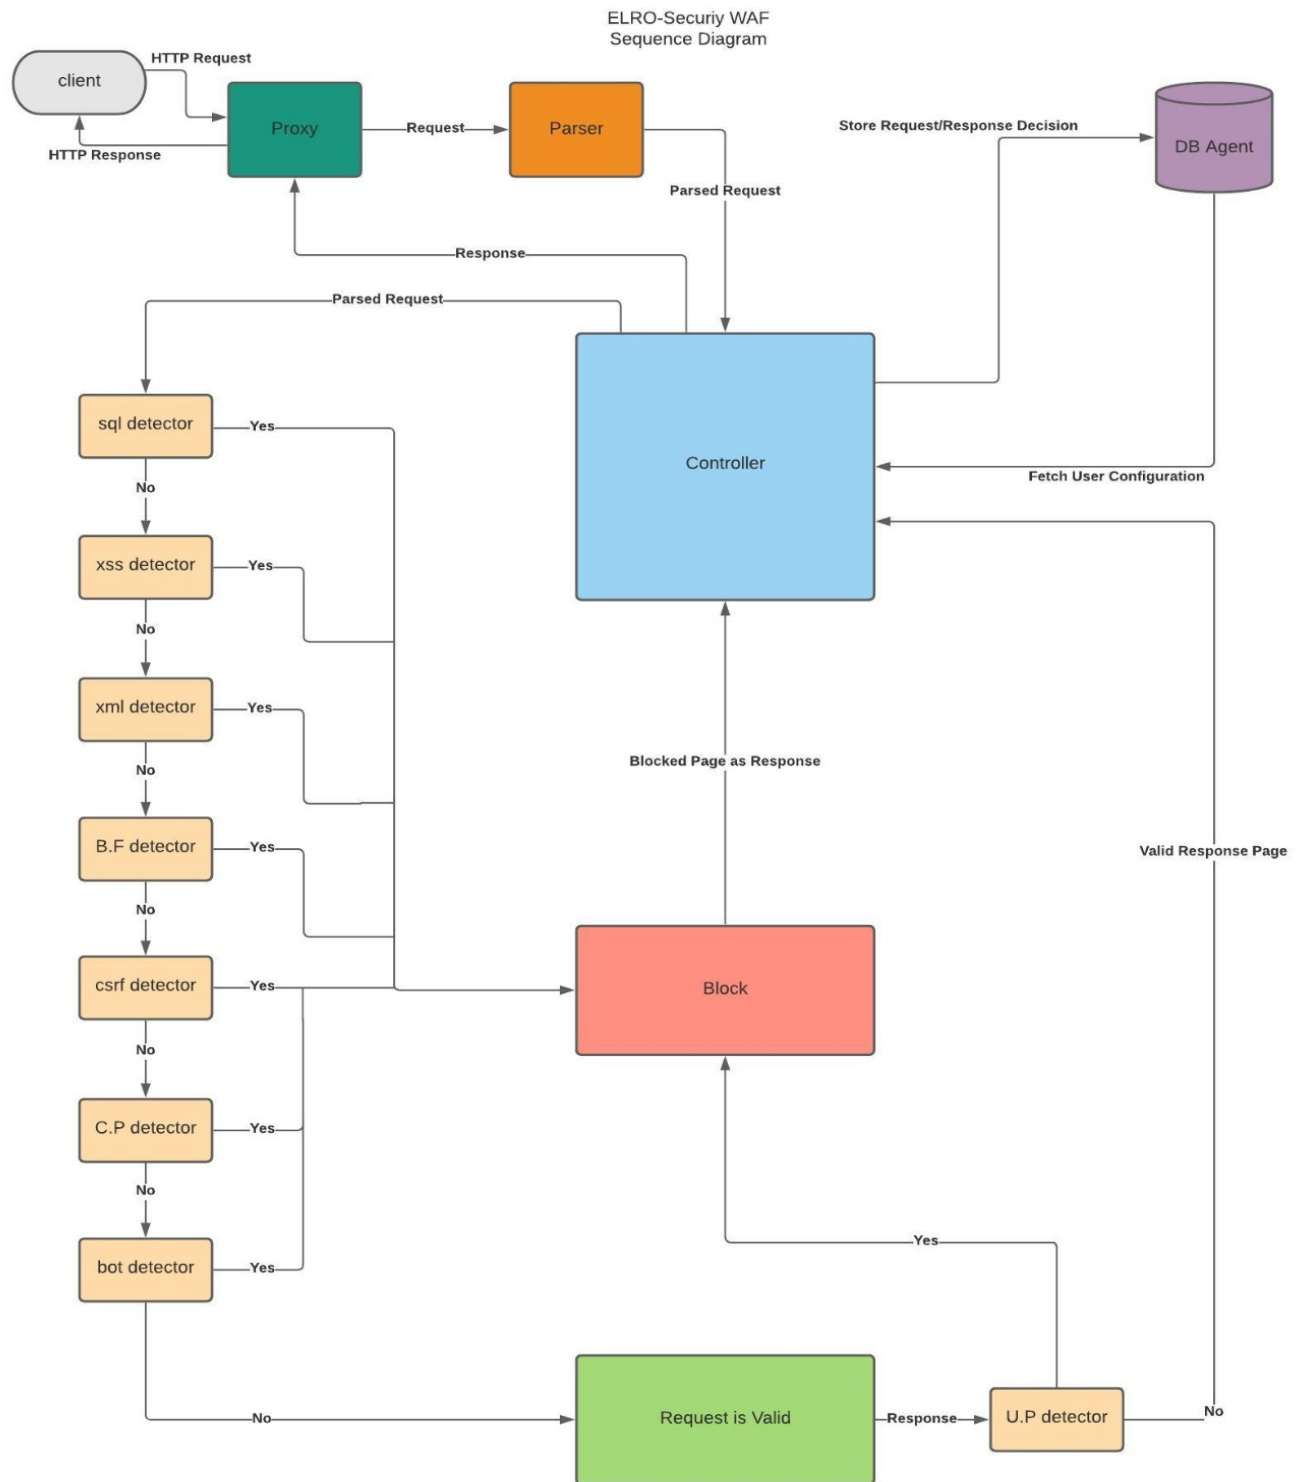 ELRO-Securiy WAF
Sequence Diagram
HTTP Request
client
Proxy
Request
Parser
Store Request/Response Decision
DB Agent
HTTP Response
Parsed Request
Response
Parsed Request
sql detector
Yes
Controller
Fetch User Configuration
No
xss detector
Yes
No
xml detector
Yes
Blocked Page as Response
No
B.F detector
Yes
Valid Response Page
No
csrf detector
Yes
Block
No
C.P detector
Yes
No
Yes
bot detector
Yes
No
Request is Valid
Response
U.P detector
No